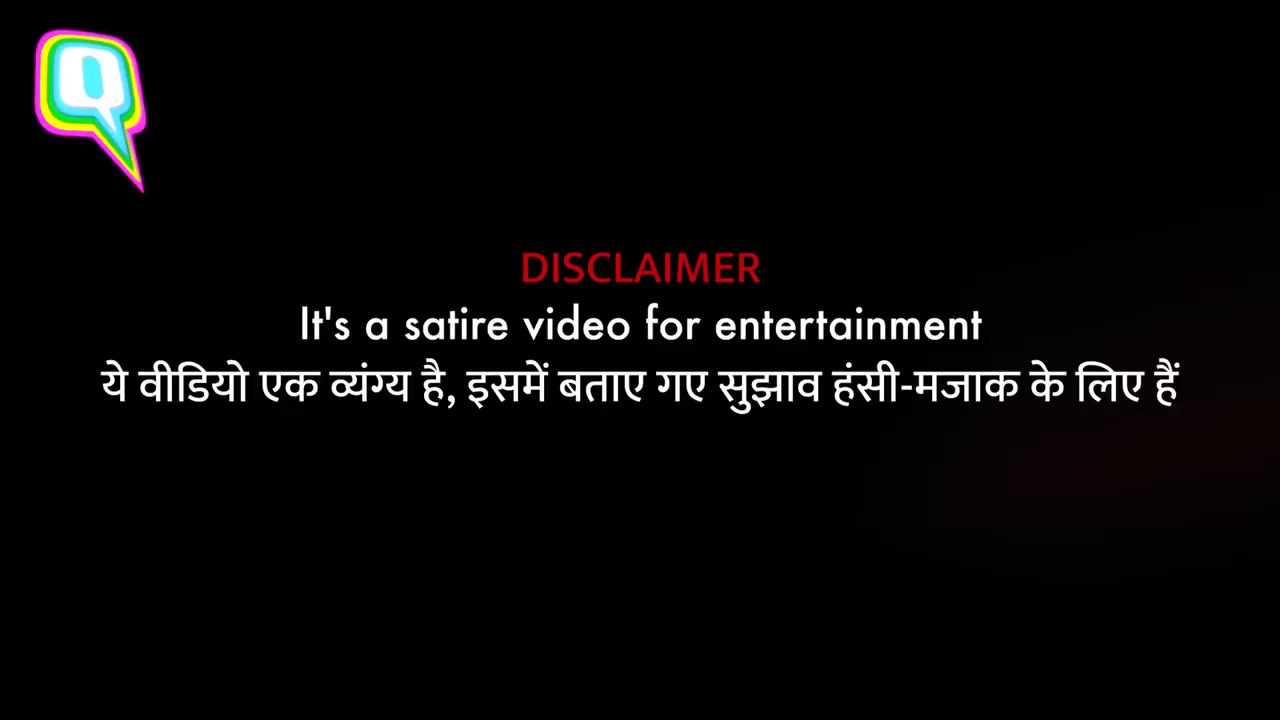 DISCLAIMER
It's a satire video for entertainment
ये वीडियो एक व्यंग्य है, इसमें बताए गए सुझाव हंसी-मजाक के लिए हैं